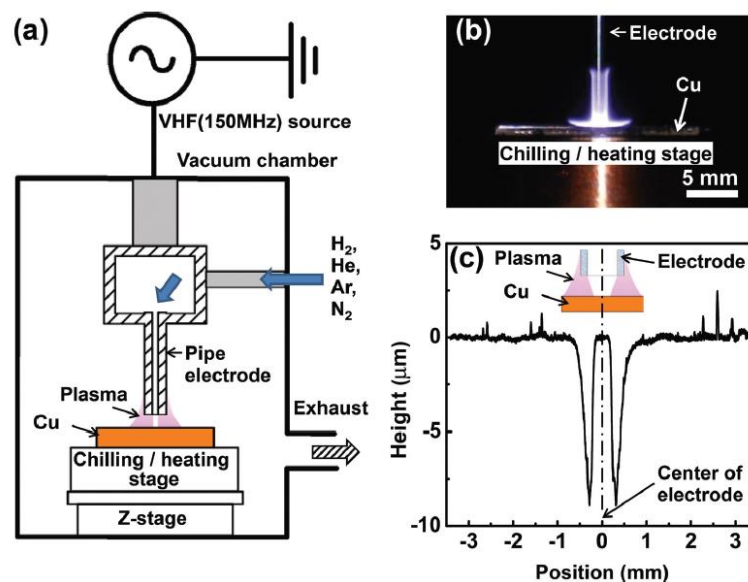 (a)
VHF(150MHz) source
Vacuum chamber
H2,
He,
Ar,
N2
Pipe
electrode
Plasma
Cu
Exhaust
Chilling / heating
stage
Z-stage
(b)
Electrode
Cu
Chilling / heating stage
5 mm
(c)
Plasma
Electrode
Cu
Height (μm)
5
0
-5
-10
Center of
electrode
-3 -2 -1 0 1 2 3
Position (mm)